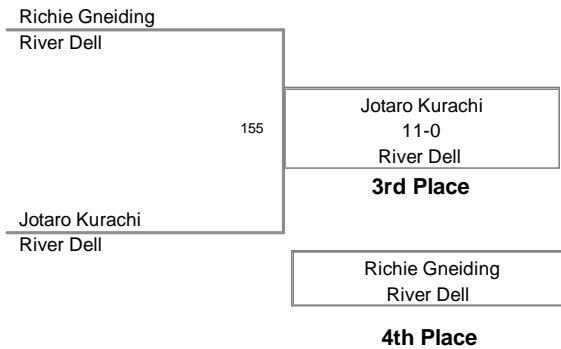 Richie Gneiding
River Dell
155
Jotaro Kurachi
11-0
River Dell
3rd Place
Jotaro Kurachi
River Dell
Richie Gneiding
River Dell
4th Place